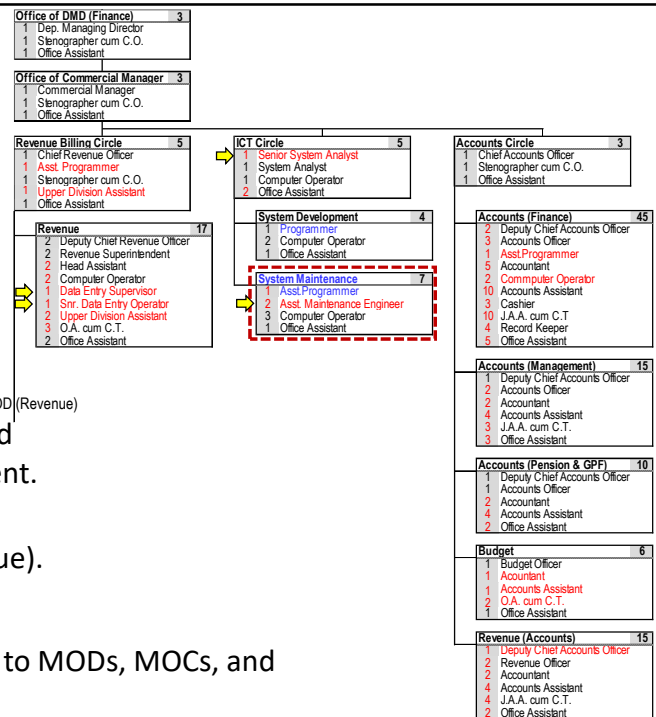 Office of DMD (Finance) 3
1 Dep. Managing Director
1 Stenographer cum C.O.
1 Office Assistant
Office of Commercial Manager 3
1 Commercial Manager
1 Stenographer cum C.O.
1 Office Assistant
Revenue Billing Circle 5
1 Chief Revenue Officer
1 Asst. Programmer
1 Stenographer cum C.O.
1 Upper Division Assistant
1 Office Assistant
Revenue 17
2 Deputy Chief Revenue Officer
2 Revenue Superintendent
2 Head Assistant
2 Computer Operator
1 Data Entry Supervisor
1 Snr. Data Entry Operator
2 Upper Division Assistant
3 O.A. cum C.T.
2 Office Assistant
OD (Revenue)
d
ent.
ue).
to MODs, MOCs, and
ICT Circle 5
1 Senior System Analyst
1 System Analyst
1 Computer Operator
2 Office Assistant
System Development 4
1 Programmer
2 Computer Operator
1 Office Assistant
System Maintenance 7
1 Asst.Programmer
2 Asst. Maintenance Engineer
3 Computer Operator
1 Office Assistant
Accounts Circle 3
1 Chief Accounts Officer
1 Stenographer cum C.O.
1 Office Assistant
Accounts (Finance) 45
2 Deputy Chief Accounts Officer
3 Accounts Officer
1 Asst.Programmer
5 Accountant
2 Commputer Operator
10 Accounts Assistant
3 Cashier
10 J.A.A. cum C.T
4 Record Keeper
5 Office Assistant
Accounts (Management) 15
1 Deputy Chief Accounts Officer
2 Accounts Officer
2 Accountant
4 Accounts Assistant
3 J.A.A. cum C.T.
3 Office Assistant
Accounts (Pension & GPF) 10
1 Deputy Chief Accounts Officer
1 Accounts Officer
2 Accountant
4 Accounts Assistant
2 Office Assistant
Budget 6
1 Budget Officer
1 Acountant
1 Accounts Assistant
2 O.A. cum C.T.
1 Office Assistant
Revenue (Accounts) 15
1 Deputy Chief Accounts Officer
2 Revenue Officer
2 Accountant
4 Accounts Assistant
4 J.A.A. cum C.T.
2 Office Assistant